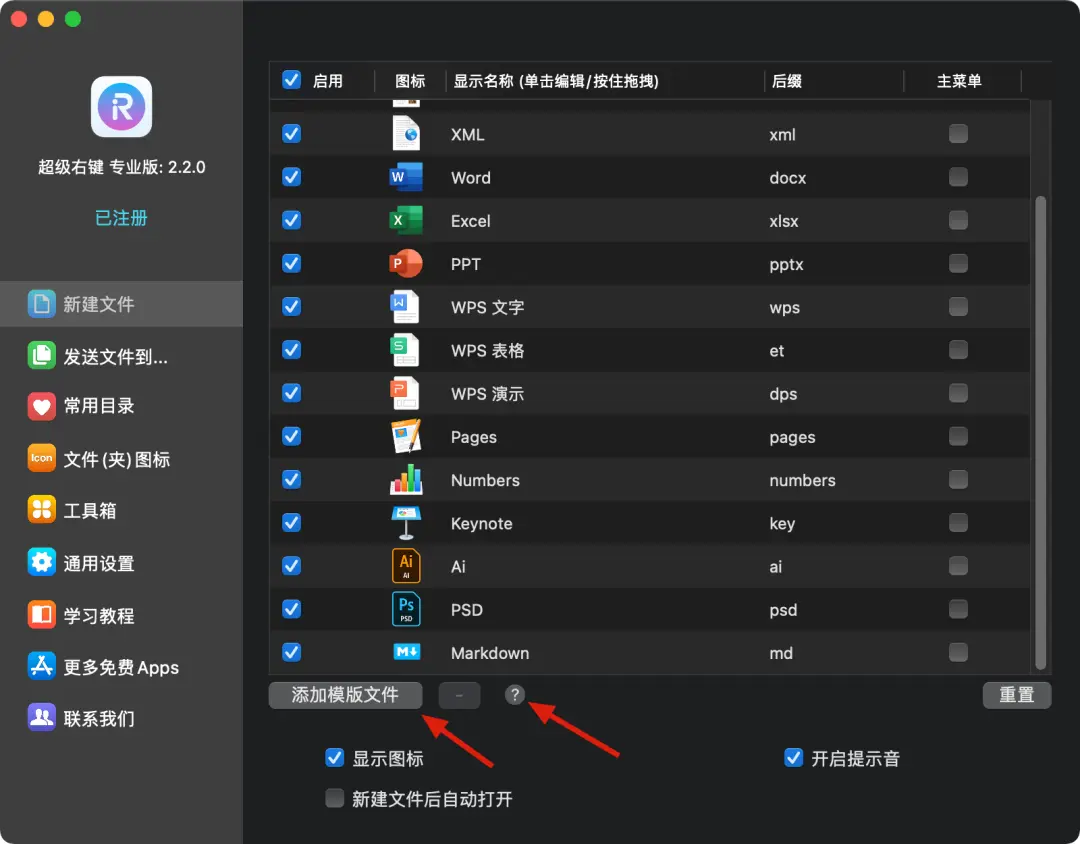 超级右键 专业版: 2.2.0
已注册
新建文件
发送文件到...
常用目录
Icon 文件(夹)图标
工具箱
通用设置
学习教程
更多免费Apps
联系我们
启用 图标 显示名称 (单击编辑/按住拖拽) 后缀 主菜单
XML xml
W Word docx
X Excel xlsx
P PPT pptx
W WPS 文字 wps
S WPS 表格 et
P WPS 演示 dps
Pages pages
Numbers numbers
Keynote key
Ai AI Ai ai
Ps PSD PSD psd
M Markdown md
添加模版文件 - ? 重置
显示图标 开启提示音
新建文件后自动打开